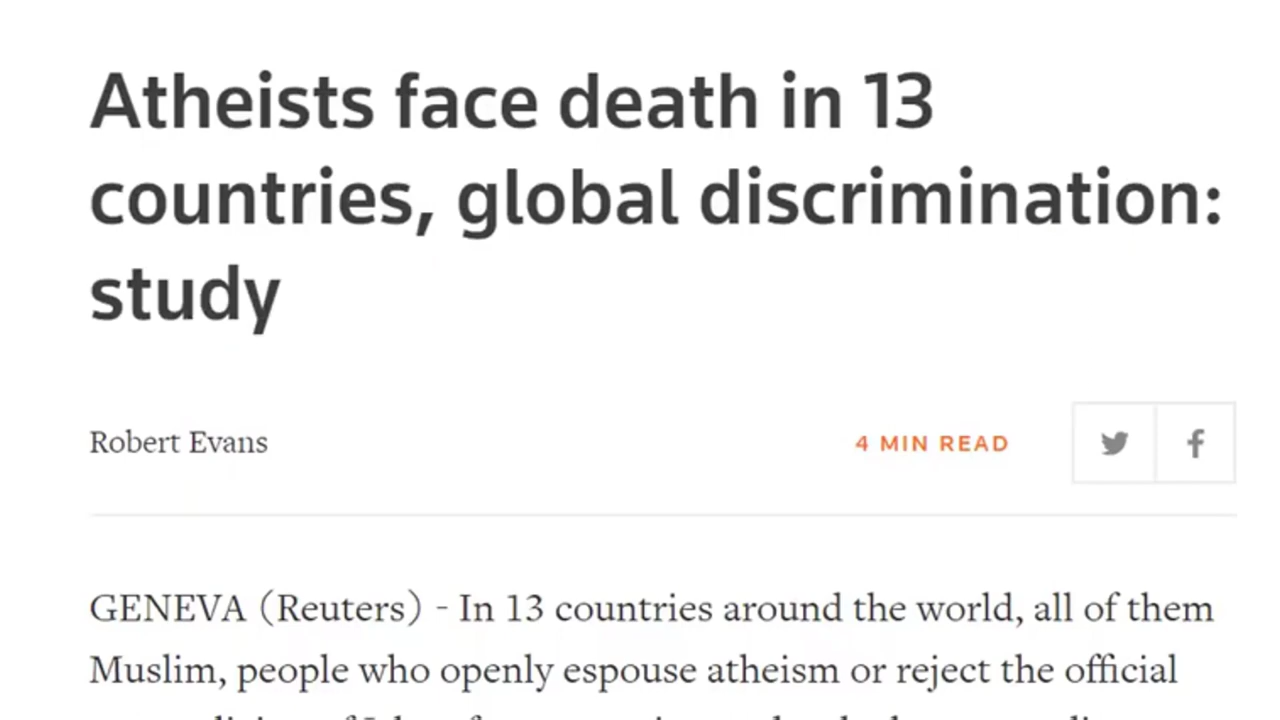 Atheists face death in 13
countries, global discrimination:
study
Robert Evans
4 MIN READ
GENEVA (Reuters) - In 13 countries around the world, all of them
Muslim, people who openly espouse atheism or reject the official